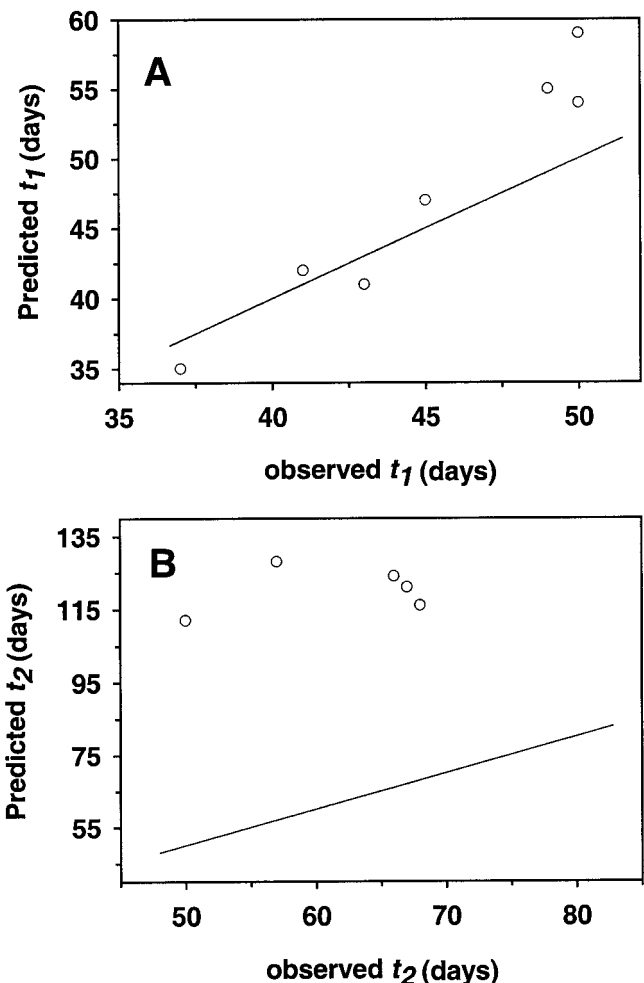 60
A
55
50
45
40
35
Predicted t1 (days)
35 40 45 50
observed t1 (days)
135
B
115
95
75
55
Predicted t2 (days)
50 60 70 80
observed t2 (days)